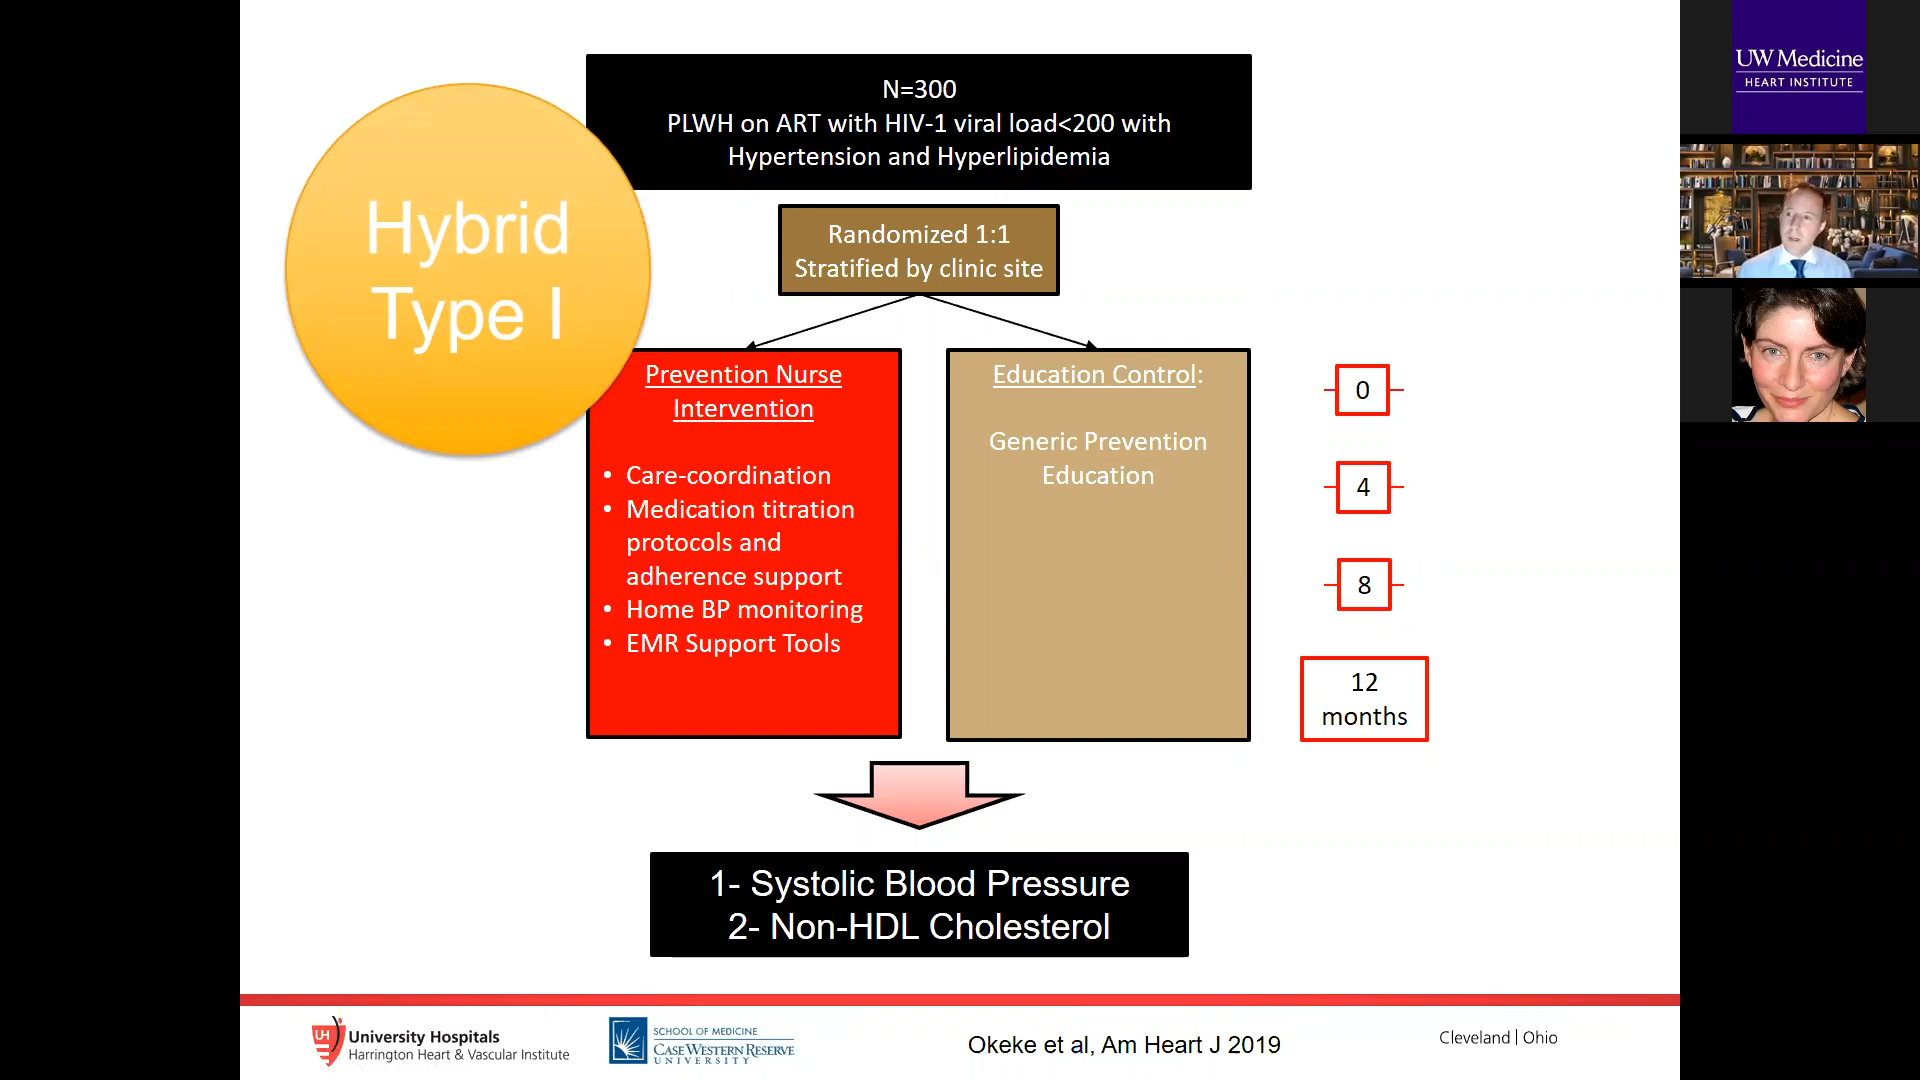 N=300
PLWH on ART with HIV-1 viral load<200 with
Hypertension and Hyperlipidemia
Hybrid
Type I
Randomized 1:1
Stratified by clinic site
Prevention Nurse
Intervention
• Care-coordination
• Medication titration
protocols and
adherence support
• Home BP monitoring
• EMR Support Tools
Education Control:
Generic Prevention
Education
0
4
8
12
months
1- Systolic Blood Pressure
2- Non-HDL Cholesterol
UH
University Hospitals
Harrington Heart & Vascular Institute
SCHOOL OF MEDICINE
CASE WESTERN RESERVE
UNIVERSITY
Okeke et al, Am Heart J 2019
Cleveland | Ohio
UW Medicine
HEART INSTITUTE